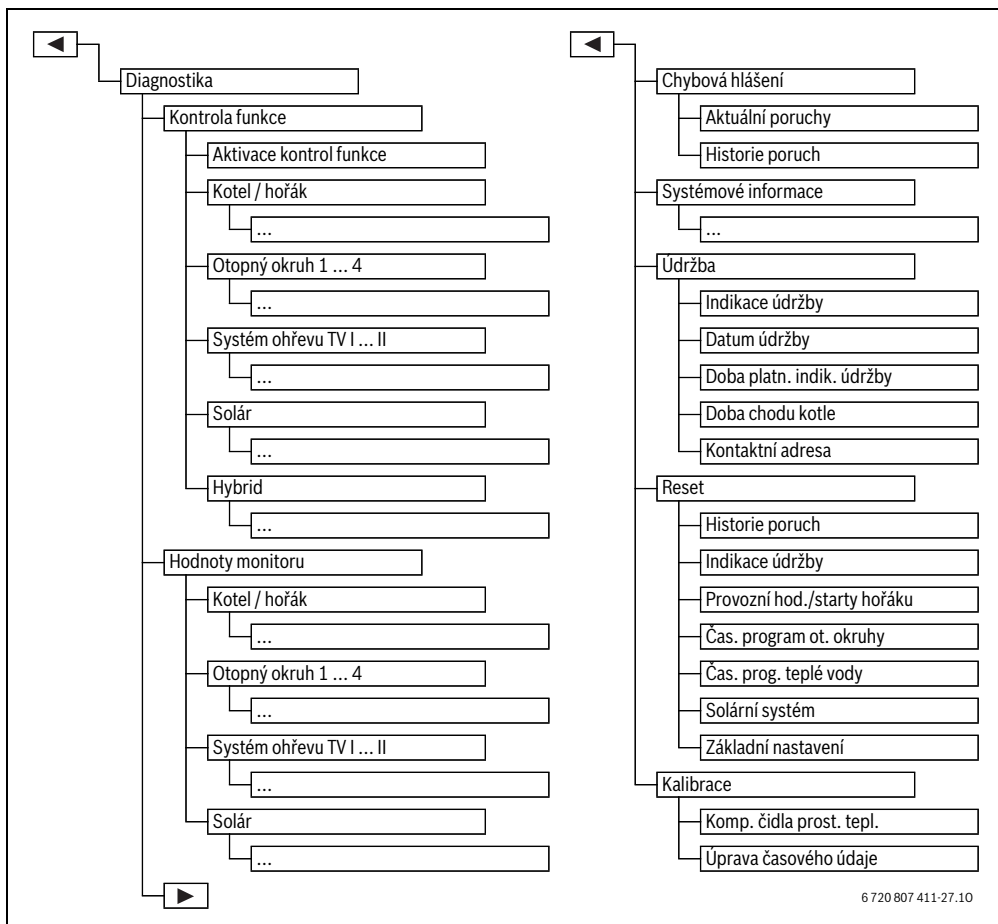 Diagnostika
Kontrola funkce
Aktivace kontrol funkce
Kotel / hořák
...
Otopný okruh 1 ... 4
...
Systém ohřevu TV I ... II
...
Solár
...
Hybrid
...
Hodnoty monitoru
Kotel / hořák
...
Otopný okruh 1 ... 4
...
Systém ohřevu TV I ... II
...
Solár
...
Chybová hlášení
Aktuální poruchy
Historie poruch
Systémové informace
...
Údržba
Indikace údržby
Datum údržby
Doba platn. indik. údržby
Doba chodu kotle
Kontaktní adresa
Reset
Historie poruch
Indikace údržby
Provozní hod./starty hořáku
Čas. program ot. okruhy
Čas. prog. teplé vody
Solární systém
Základní nastavení
Kalibrace
Komp. čidla prost. tepl.
Úprava časového údaje
6 720 807 411-27.1O